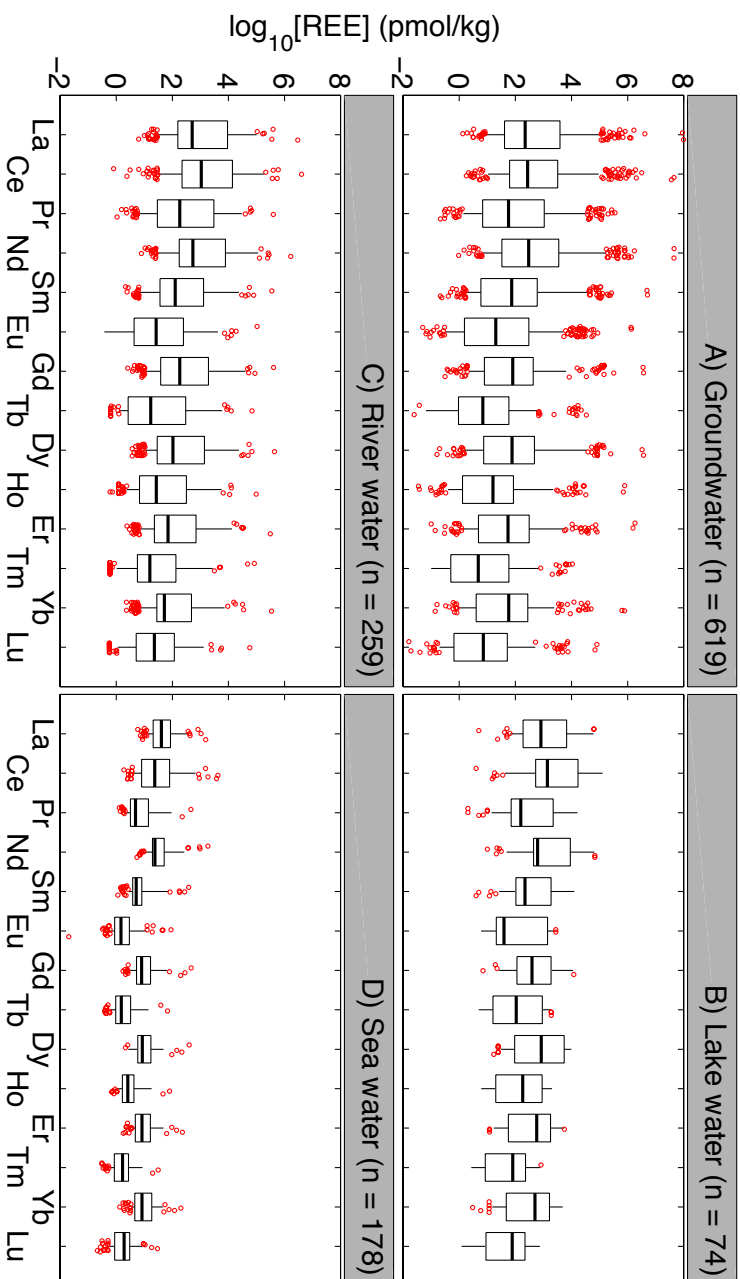 A) Groundwater (n = 619)
B) Lake water (n = 74)
8
6
4
2
0
−2
C) River water (n = 259)
D) Sea water (n = 178)
8
6
4
2
0
−2
log10[REE] (pmol/kg)
La Ce Pr Nd Sm Eu Gd Tb Dy Ho Er Tm Yb Lu
La Ce Pr Nd Sm Eu Gd Tb Dy Ho Er Tm Yb Lu